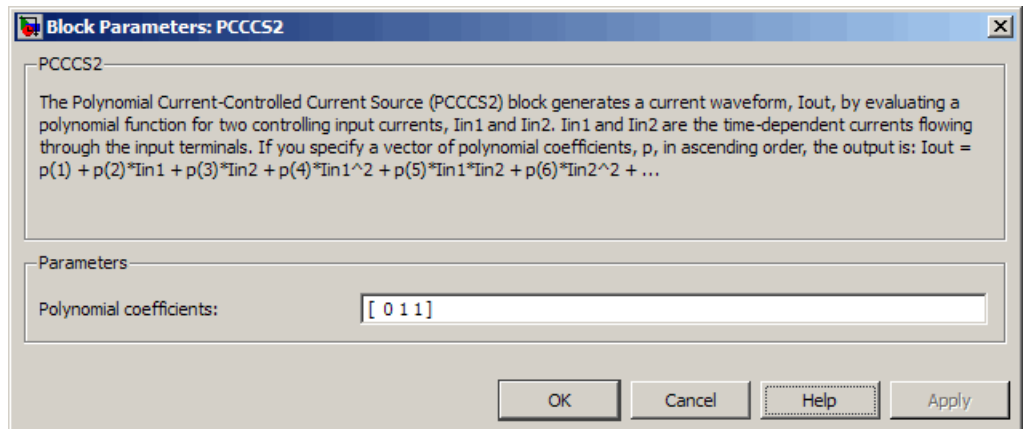 Block Parameters: PCCCS2
PCCCS2
The Polynomial Current-Controlled Current Source (PCCCS2) block generates a current waveform, Iout, by evaluating a
polynomial function for two controlling input currents, Iin1 and Iin2. Iin1 and Iin2 are the time-dependent currents flowing
through the input terminals. If you specify a vector of polynomial coefficients, p, in ascending order, the output is: Iout =
p(1) + p(2)*Iin1 + p(3)*Iin2 + p(4)*Iin1^2 + p(5)*Iin1*Iin2 + p(6)*Iin2^2 + ...
Parameters
Polynomial coefficients: [ 0 1 1]
OK Cancel Help Apply